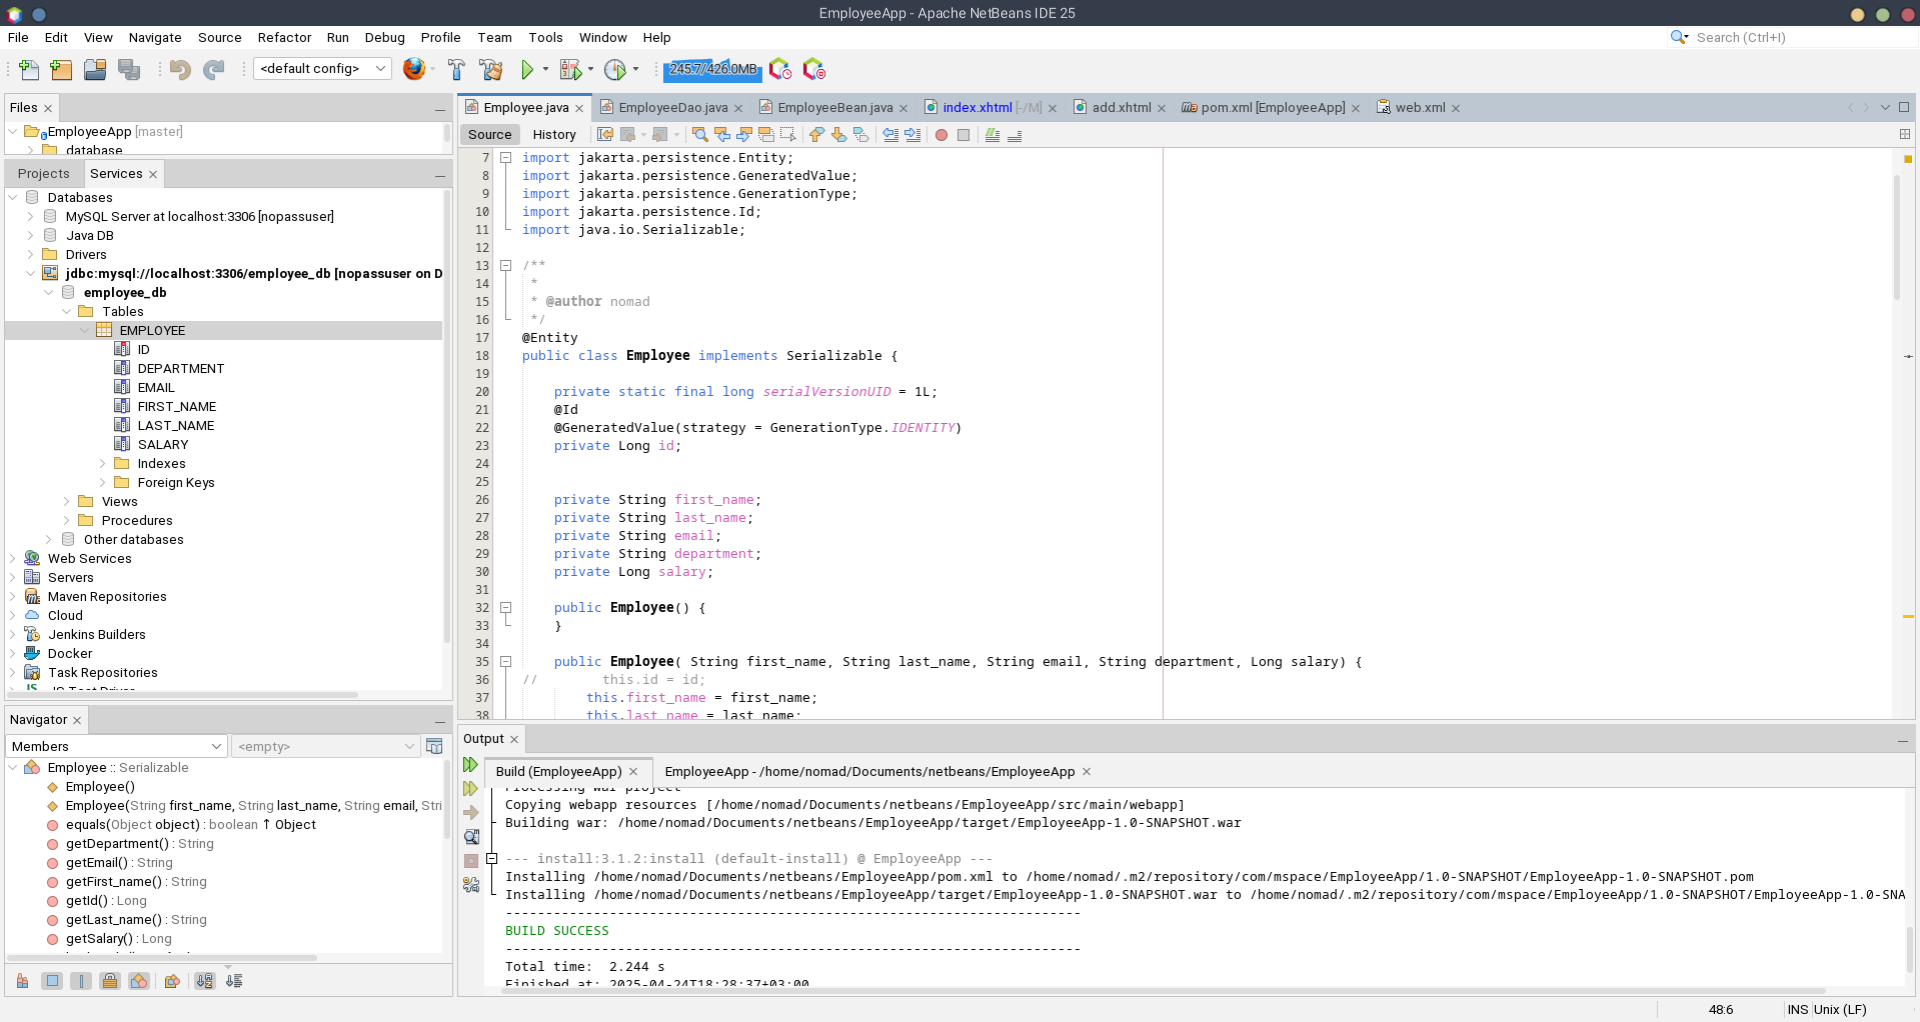 EmployeeApp - Apache NetBeans IDE 25
File Edit View Navigate Source Refactor Run Debug Profile Team Tools Window Help
Search (Ctrl+I)
<default config>
245.7/426.0MB
Files
EmployeeApp [master]
database
Projects Services
Databases
MySQL Server at localhost:3306 [nopassuser]
Java DB
Drivers
jdbc:mysql://localhost:3306/employee_db [nopassuser on D
employee_db
Tables
EMPLOYEE
ID
DEPARTMENT
EMAIL
FIRST_NAME
LAST_NAME
SALARY
Indexes
Foreign Keys
Views
Procedures
Other databases
Web Services
Servers
Maven Repositories
Cloud
Jenkins Builders
Docker
Task Repositories
JS Test Driver
Navigator
Members
<empty>
Employee :: Serializable
Employee()
Employee(String first_name, String last_name, String email, Stri
equals(Object object) : boolean ↑ Object
getDepartment() : String
getEmail() : String
getFirst_name() : String
getId() : Long
getLast_name() : String
getSalary() : Long
Employee.java EmployeeDao.java EmployeeBean.java index.xhtml [-/M] add.xhtml pom.xml [EmployeeApp] web.xml
Source History
7 import jakarta.persistence.Entity;
8 import jakarta.persistence.GeneratedValue;
9 import jakarta.persistence.GenerationType;
10 import jakarta.persistence.Id;
11 import java.io.Serializable;
12
13 /**
14 *
15 * @author nomad
16 */
17 @Entity
18 public class Employee implements Serializable {
19
20 private static final long serialVersionUID = 1L;
21 @Id
22 @GeneratedValue(strategy = GenerationType.IDENTITY)
23 private Long id;
24
25
26 private String first_name;
27 private String last_name;
28 private String email;
29 private String department;
30 private Long salary;
31
32 public Employee() {
33 }
34
35 public Employee( String first_name, String last_name, String email, String department, Long salary) {
36 // this.id = id;
37 this.first_name = first_name;
38 this.last_name = last_name;
Output
Build (EmployeeApp) EmployeeApp - /home/nomad/Documents/netbeans/EmployeeApp
Processing war project
Copying webapp resources [/home/nomad/Documents/netbeans/EmployeeApp/src/main/webapp]
Building war: /home/nomad/Documents/netbeans/EmployeeApp/target/EmployeeApp-1.0-SNAPSHOT.war
--- install:3.1.2:install (default-install) @ EmployeeApp ---
Installing /home/nomad/Documents/netbeans/EmployeeApp/pom.xml to /home/nomad/.m2/repository/com/mspace/EmployeeApp/1.0-SNAPSHOT/EmployeeApp-1.0-SNAPSHOT.pom
Installing /home/nomad/Documents/netbeans/EmployeeApp/target/EmployeeApp-1.0-SNAPSHOT.war to /home/nomad/.m2/repository/com/mspace/EmployeeApp/1.0-SNAPSHOT/EmployeeApp-1.0-SNA
------------------------------------------------------------------------
BUILD SUCCESS
------------------------------------------------------------------------
Total time:  2.244 s
Finished at: 2025-04-24T18:28:37+03:00
48:6 INS Unix (LF)